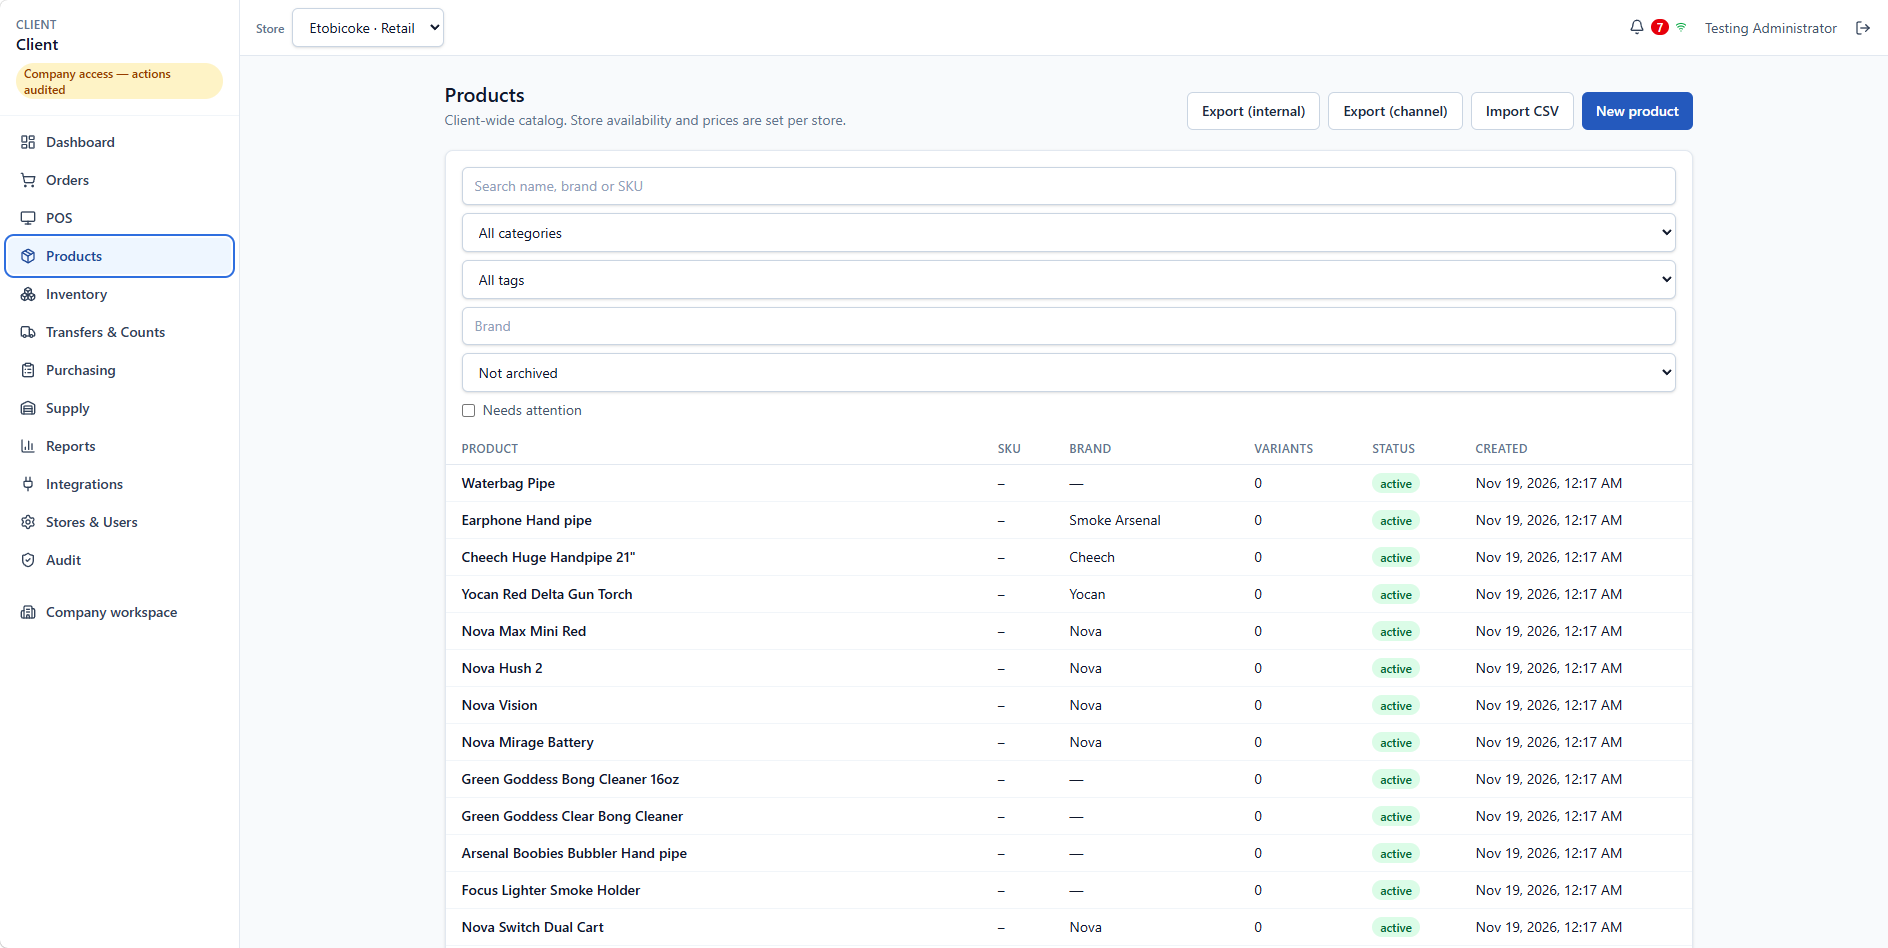 CLIENT
Client
Company access — actions
audited
Dashboard
Orders
POS
Products
Inventory
Transfers & Counts
Purchasing
Supply
Reports
Integrations
Stores & Users
Audit
Company workspace
Store Etobicoke · Retail 7 Testing Administrator
Products
Client-wide catalog. Store availability and prices are set per store.
Export (internal) Export (channel) Import CSV New product
Search name, brand or SKU
All categories
All tags
Brand
Not archived
Needs attention
PRODUCT SKU BRAND VARIANTS STATUS CREATED
Waterbag Pipe – — 0 active Nov 19, 2026, 12:17 AM
Earphone Hand pipe – Smoke Arsenal 0 active Nov 19, 2026, 12:17 AM
Cheech Huge Handpipe 21" – Cheech 0 active Nov 19, 2026, 12:17 AM
Yocan Red Delta Gun Torch – Yocan 0 active Nov 19, 2026, 12:17 AM
Nova Max Mini Red – Nova 0 active Nov 19, 2026, 12:17 AM
Nova Hush 2 – Nova 0 active Nov 19, 2026, 12:17 AM
Nova Vision – Nova 0 active Nov 19, 2026, 12:17 AM
Nova Mirage Battery – Nova 0 active Nov 19, 2026, 12:17 AM
Green Goddess Bong Cleaner 16oz – — 0 active Nov 19, 2026, 12:17 AM
Green Goddess Clear Bong Cleaner – — 0 active Nov 19, 2026, 12:17 AM
Arsenal Boobies Bubbler Hand pipe – — 0 active Nov 19, 2026, 12:17 AM
Focus Lighter Smoke Holder – — 0 active Nov 19, 2026, 12:17 AM
Nova Switch Dual Cart – Nova 0 active Nov 19, 2026, 12:17 AM